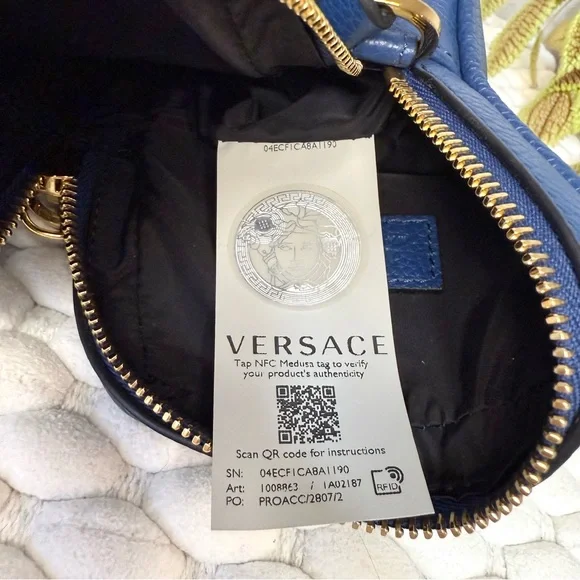 04ECF1CA8A1190
VERSACE
Tap NFC Medusa tag to verify
your product's authenticity
Scan QR code for instructions
SN: 04ECF1CA8A1190
Art: 1008863 / 1A02187
PO: PROACC/2807/2
RFID